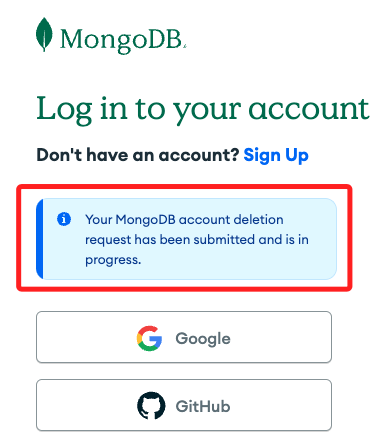 MongoDB.
Log in to your account
Don't have an account? Sign Up
Your MongoDB account deletion
request has been submitted and is in
progress.
Google
GitHub